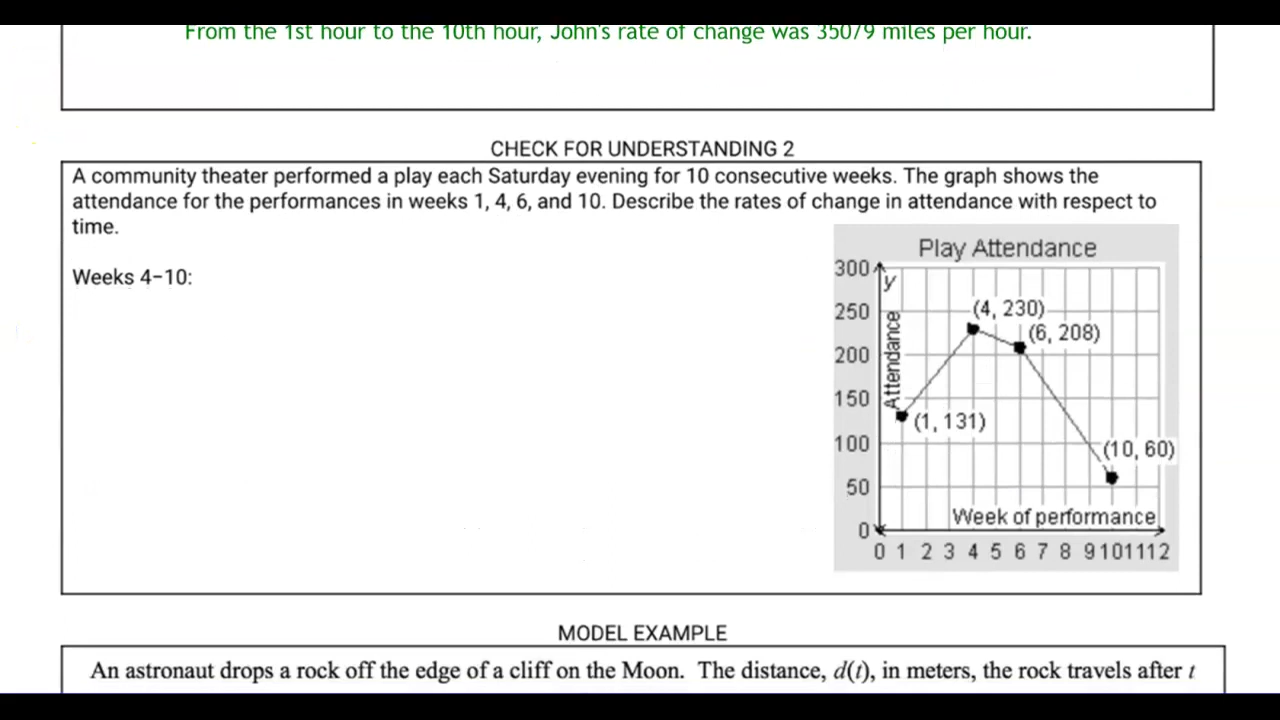 From the 1st hour to the 10th hour, John's rate of change was 350/9 miles per hour.
CHECK FOR UNDERSTANDING 2
A community theater performed a play each Saturday evening for 10 consecutive weeks. The graph shows the
attendance for the performances in weeks 1, 4, 6, and 10. Describe the rates of change in attendance with respect to
time.
Weeks 4–10:
Play Attendance
300
y
250
200
150
100
50
0
Attendance
(4, 230)
(6, 208)
(1, 131)
(10, 60)
Week of performance
0 1 2 3 4 5 6 7 8 9 10 11 12
MODEL EXAMPLE
An astronaut drops a rock off the edge of a cliff on the Moon. The distance, d(t), in meters, the rock travels after t